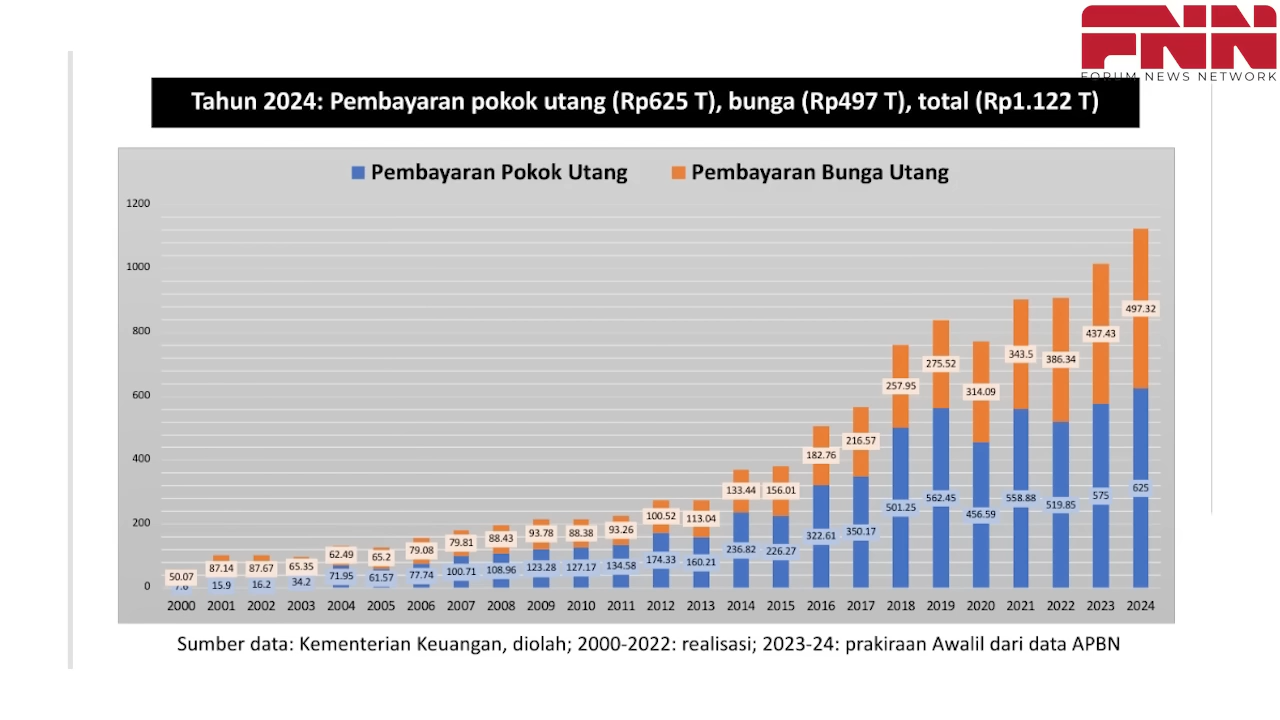 FNN
FORUM NEWS NETWORK
Tahun 2024: Pembayaran pokok utang (Rp625 T), bunga (Rp497 T), total (Rp1.122 T)
Pembayaran Pokok Utang Pembayaran Bunga Utang
1200
1000
800
600
400
200
0
50.07 87.14 87.67 65.35 62.49 65.2 79.08 79.81 88.43 93.78 88.38 93.26 100.52 113.04 133.44 156.01 182.76 216.57 257.95 275.52 314.09 343.5 386.34 437.43 497.32
7.6 15.9 16.2 34.2 71.95 61.57 77.74 100.71 108.96 123.28 127.17 134.58 174.33 160.21 236.82 226.27 322.61 350.17 501.25 562.45 456.59 558.88 519.85 575 625
2000 2001 2002 2003 2004 2005 2006 2007 2008 2009 2010 2011 2012 2013 2014 2015 2016 2017 2018 2019 2020 2021 2022 2023 2024
Sumber data: Kementerian Keuangan, diolah; 2000-2022: realisasi; 2023-24: prakiraan Awalil dari data APBN